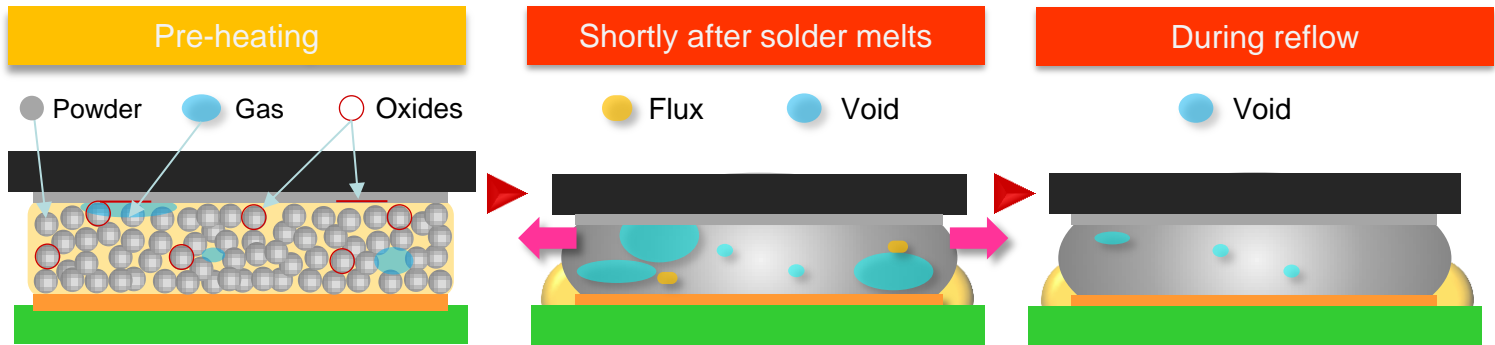 Pre-heating
Shortly after solder melts
During reflow
Powder
Gas
Oxides
Flux
Void
Void